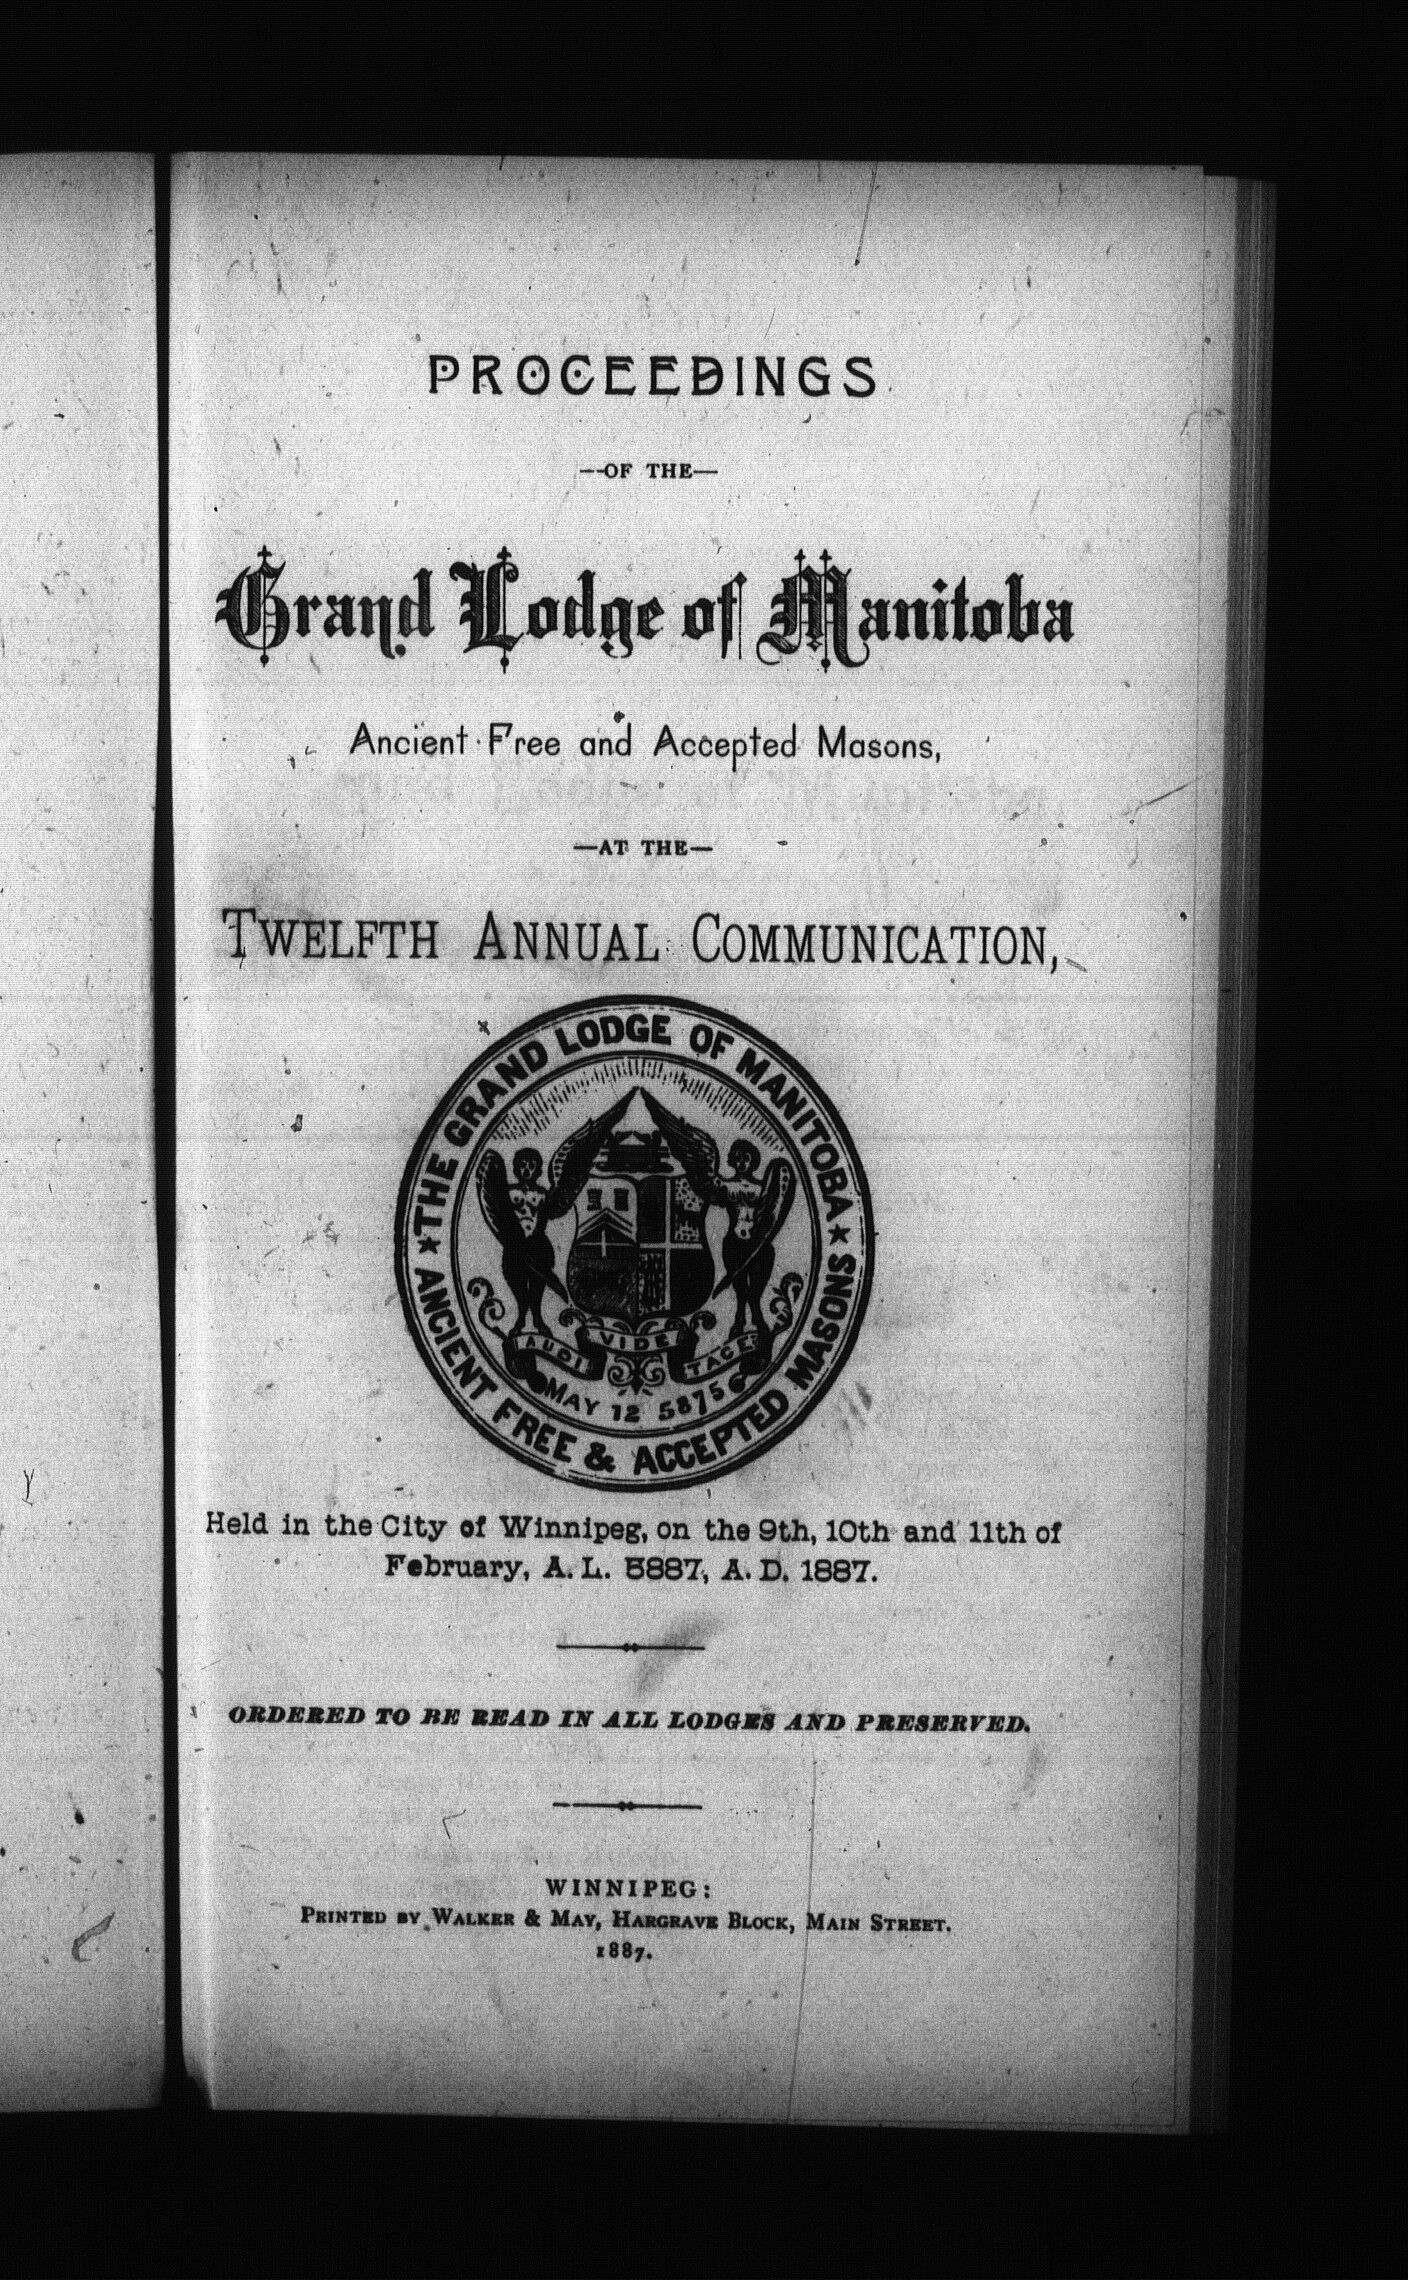 PROCEEDINGS
—OF THE—
Grand Lodge of Manitoba
Ancient Free and Accepted Masons,
—AT THE—
TWELFTH ANNUAL COMMUNICATION,
★ THE GRAND LODGE OF MANITOBA ★
ANCIENT FREE & ACCEPTED MASONS
AUDI VIDE TACE
MAY 12 5875
Held in the City of Winnipeg, on the 9th, 10th and 11th of
February, A. L. 5887, A. D. 1887.
ORDERED TO BE READ IN ALL LODGES AND PRESERVED.
WINNIPEG:
PRINTED BY WALKER & MAY, HARGRAVE BLOCK, MAIN STREET.
1887.